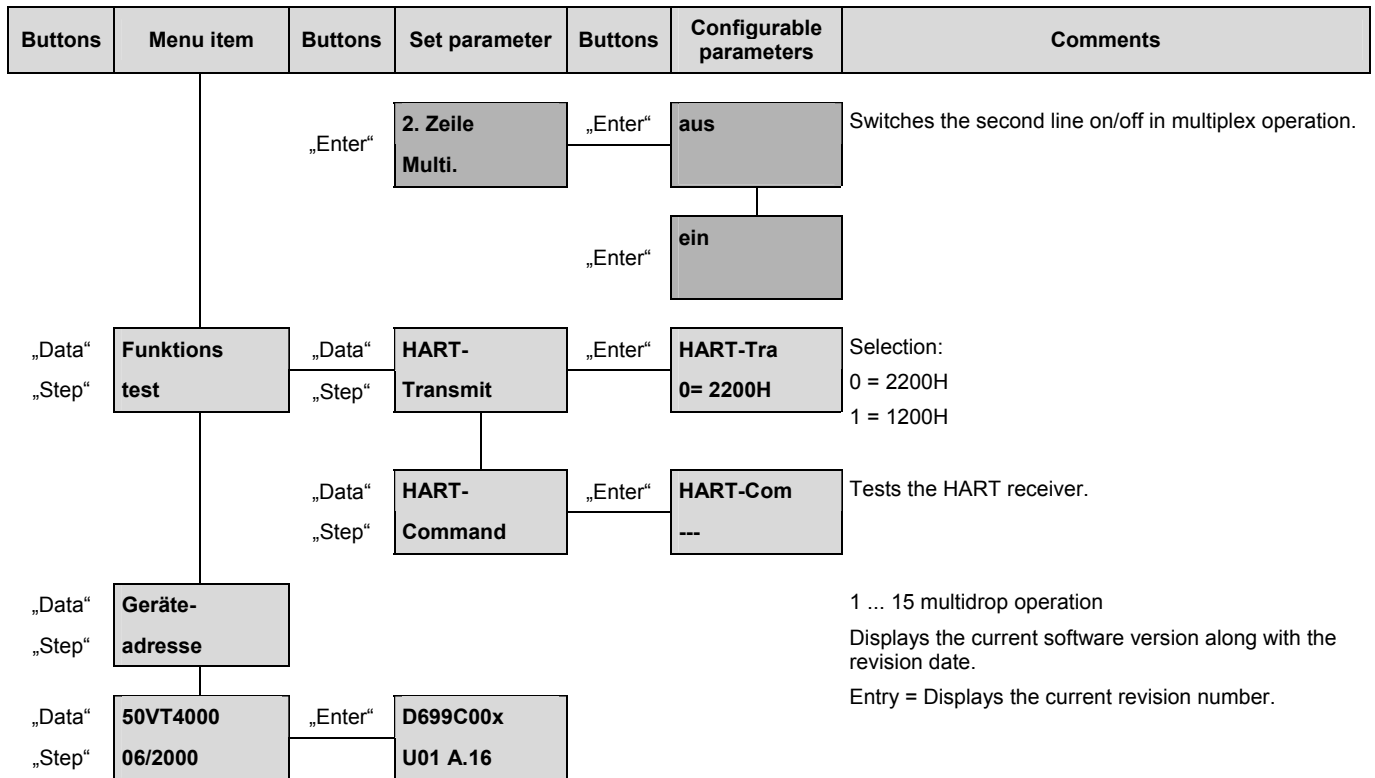 Buttons Menu item Buttons Set parameter Buttons Configurable parameters Comments
„Enter“
2. Zeile
Multi.
„Enter“
aus
Switches the second line on/off in multiplex operation.
„Enter“
ein
„Data“
„Step“
Funktions
test
„Data“
„Step“
HART-
Transmit
„Enter“
HART-Tra
0= 2200H
Selection:
0 = 2200H
1 = 1200H
„Data“
„Step“
HART-
Command
„Enter“
HART-Com
---
Tests the HART receiver.
„Data“
„Step“
Geräte-
adresse
1 ... 15 multidrop operation
Displays the current software version along with the
revision date.
Entry = Displays the current revision number.
„Data“
„Step“
50VT4000
06/2000
„Enter“
D699C00x
U01 A.16